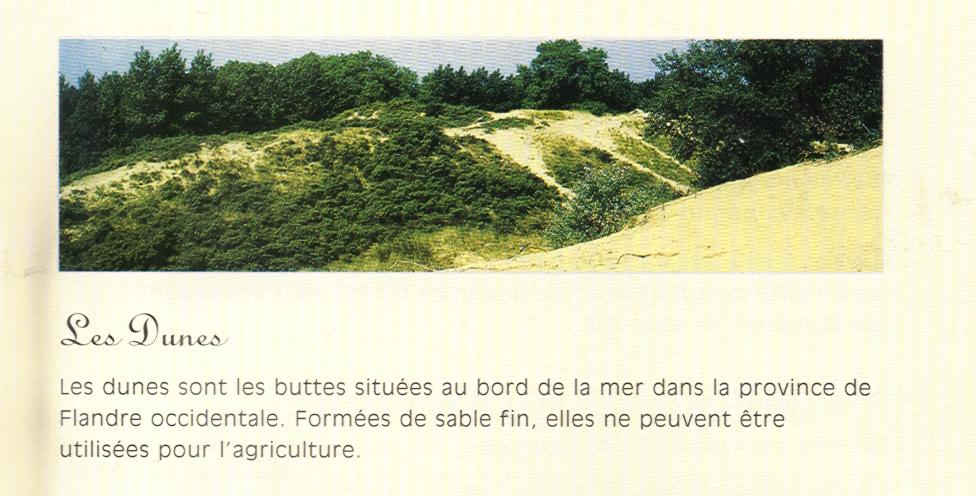 Les Dunes
Les dunes sont les buttes situées au bord de la mer dans la province de
Flandre occidentale. Formées de sable fin, elles ne peuvent être
utilisées pour l'agriculture.